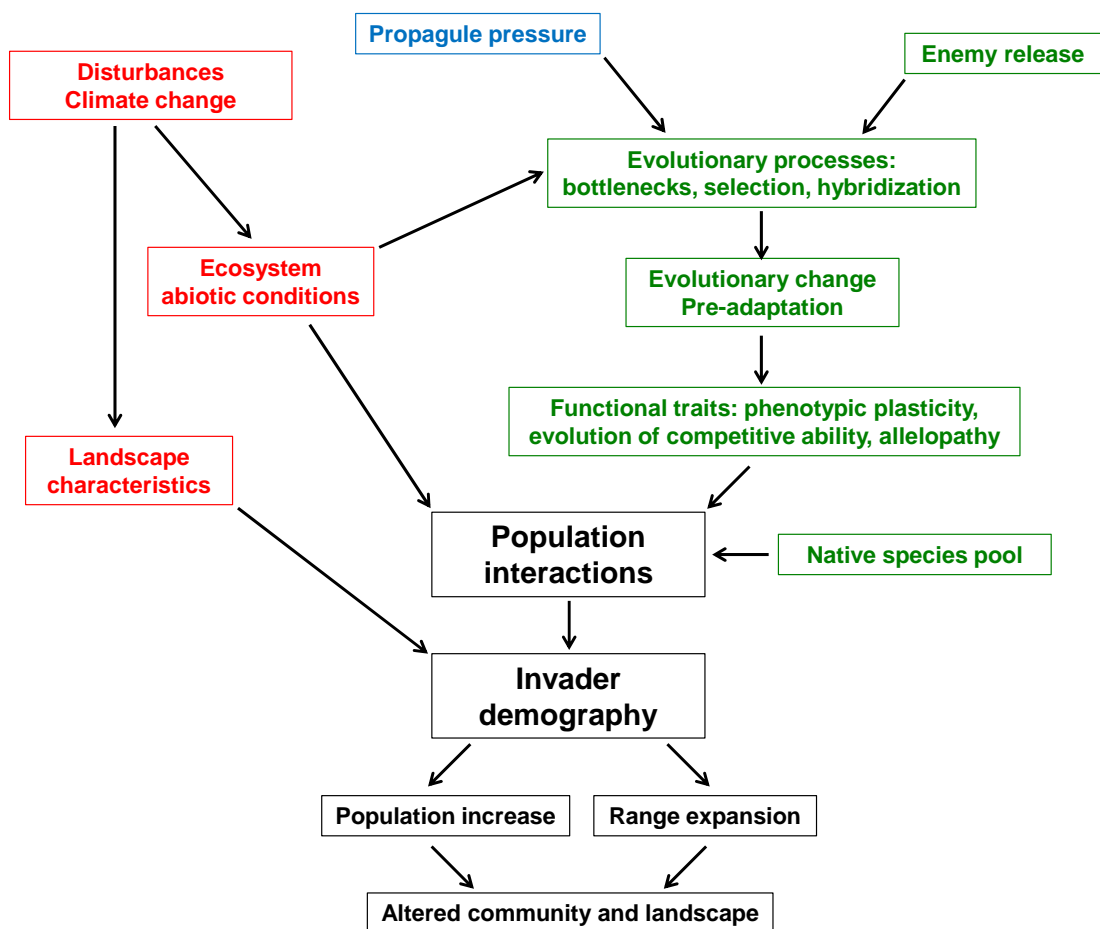 Propagule pressure
Enemy release
Disturbances
Climate change
Evolutionary processes:
bottlenecks, selection, hybridization
Ecosystem
abiotic conditions
Evolutionary change
Pre-adaptation
Functional traits: phenotypic plasticity,
evolution of competitive ability, allelopathy
Landscape
characteristics
Population
interactions
Native species pool
Invader
demography
Population increase
Range expansion
Altered community and landscape